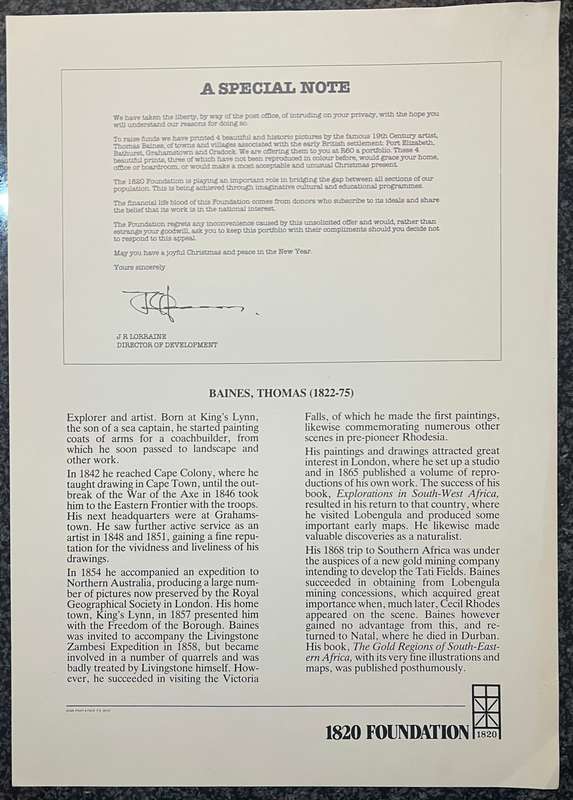 A SPECIAL NOTE
We have taken the liberty, by way of the post office, of intruding on your privacy, with the hope you
will understand our reasons for doing so.
To raise funds we have printed 4 beautiful and historic pictures by the famous 19th Century artist,
Thomas Baines, of towns and villages associated with the early British settlement: Port Elizabeth,
Bathurst, Grahamstown and Cradock. We are offering them to you at R60 a portfolio. These 4
beautiful prints, three of which have not been reproduced in colour before, would grace your home,
office or boardroom, or would make a most acceptable and unusual Christmas present.
The 1820 Foundation is playing an important role in bridging the gap between all sections of our
population. This is being achieved through imaginative cultural and educational programmes.
The financial life blood of this Foundation comes from donors who subscribe to its ideals and share
the belief that its work is in the national interest.
The Foundation regrets any inconvenience caused by this unsolicited offer and would, rather than
estrange your goodwill, ask you to keep this portfolio with their compliments should you decide not
to respond to this appeal.
May you have a joyful Christmas and peace in the New Year.
Yours sincerely
J R LORRAINE
DIRECTOR OF DEVELOPMENT
BAINES, THOMAS (1822-75)
Explorer and artist. Born at King's Lynn,
the son of a sea captain, he started painting
coats of arms for a coachbuilder, from
which he soon passed to landscape and
other work.
In 1842 he reached Cape Colony, where he
taught drawing in Cape Town, until the out-
break of the War of the Axe in 1846 took
him to the Eastern Frontier with the troops.
His next headquarters were at Grahams-
town. He saw further active service as an
artist in 1848 and 1851, gaining a fine repu-
tation for the vividness and liveliness of his
drawings.
In 1854 he accompanied an expedition to
Northern Australia, producing a large num-
ber of pictures now preserved by the Royal
Geographical Society in London. His home
town, King's Lynn, in 1857 presented him
with the Freedom of the Borough. Baines
was invited to accompany the Livingstone
Zambesi Expedition in 1858, but became
involved in a number of quarrels and was
badly treated by Livingstone himself. How-
ever, he succeeded in visiting the Victoria
Falls, of which he made the first paintings,
likewise commemorating numerous other
scenes in pre-pioneer Rhodesia.
His paintings and drawings attracted great
interest in London, where he set up a studio
and in 1865 published a volume of repro-
ductions of his own work. The success of his
book, Explorations in South-West Africa,
resulted in his return to that country, where
he visited Lobengula and produced some
important early maps. He likewise made
valuable discoveries as a naturalist.
His 1868 trip to Southern Africa was under
the auspices of a new gold mining company
intending to develop the Tati Fields. Baines
succeeded in obtaining from Lobengula
mining concessions, which acquired great
importance when, much later, Cecil Rhodes
appeared on the scene. Baines however
gained no advantage from this, and re-
turned to Natal, where he died in Durban.
His book, The Gold Regions of South-East-
ern Africa, with its very fine illustrations and
maps, was published posthumously.
1820 FOUNDATION
1820